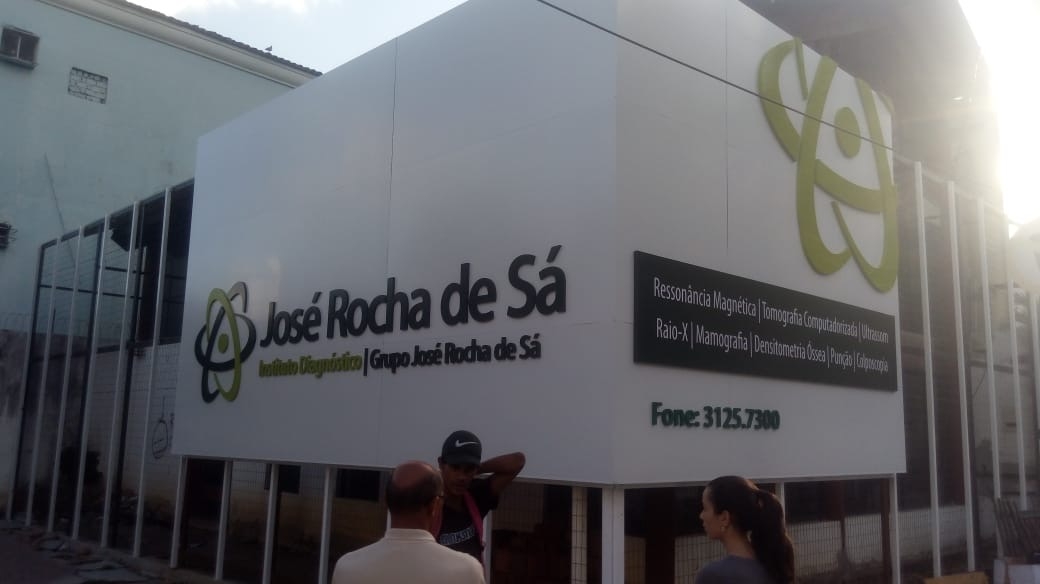 José Rocha de Sá
Instituto Diagnóstico | Grupo José Rocha de Sá
Ressonância Magnética | Tomografia Computadorizada | Ultrassom
Raio-X | Mamografia | Densitometria Óssea | Punção | Colposcopia
Fone: 3125.7300